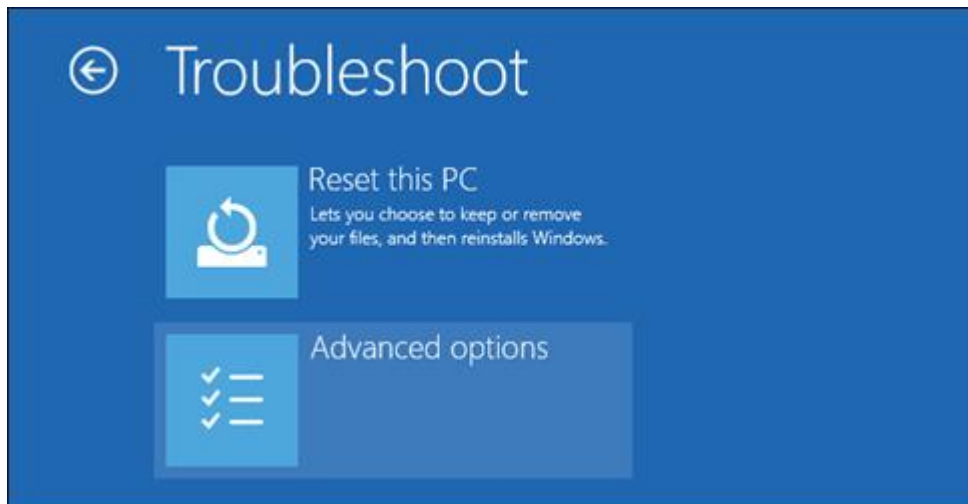 Troubleshoot
Reset this PC
Lets you choose to keep or remove
your files, and then reinstalls Windows.
Advanced options